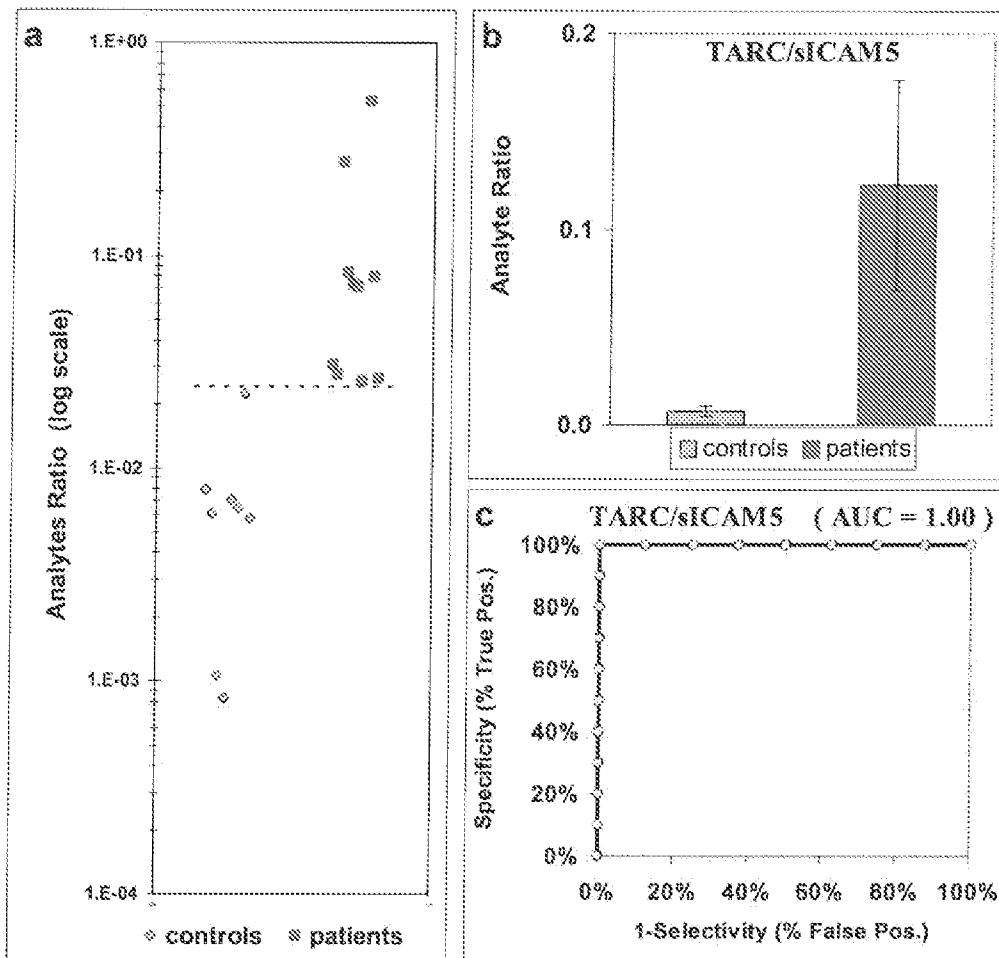 a
1.E+00
1.E-01
1.E-02
1.E-03
1.E-04
Analytes Ratio (log scale)
controls patients
b
TARC/sICAM5
0.2
0.1
0.0
Analyte Ratio
controls patients
c
TARC/sICAM5 ( AUC = 1.00 )
100%
80%
60%
40%
20%
0%
Specificity (% True Pos.)
0% 20% 40% 60% 80% 100%
1-Selectivity (% False Pos.)